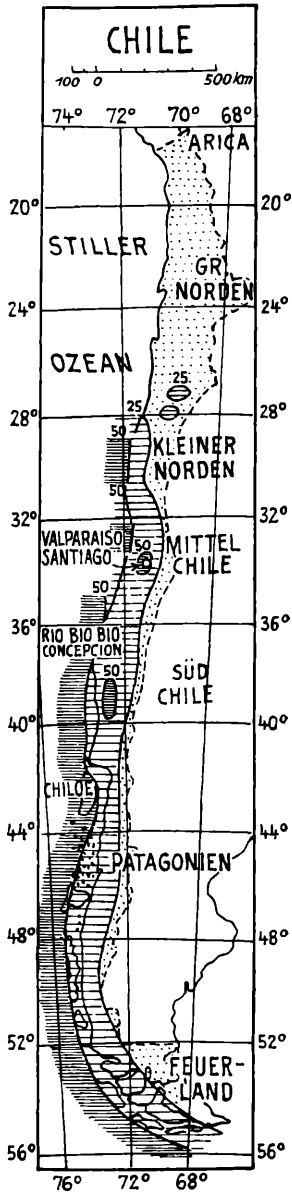 CHILE
100 0 500 km
74° 72° 70° 68°
ARICA
20° 20°
STILLER
GR.
NORDEN
24° 24°
OZEAN
25
25
28° 28°
50
KLEINER
NORDEN
50
32° 32°
VALPARAISO
SANTIAGO
50
MITTEL
CHILE
50
36° 36°
RIO BIO BIO
CONCEPCION
50
SÜD
CHILE
40° 40°
CHILOE
44° 44°
PATAGONIEN
48° 48°
52° 52°
FEUER-
LAND
56° 56°
76° 72° 68°